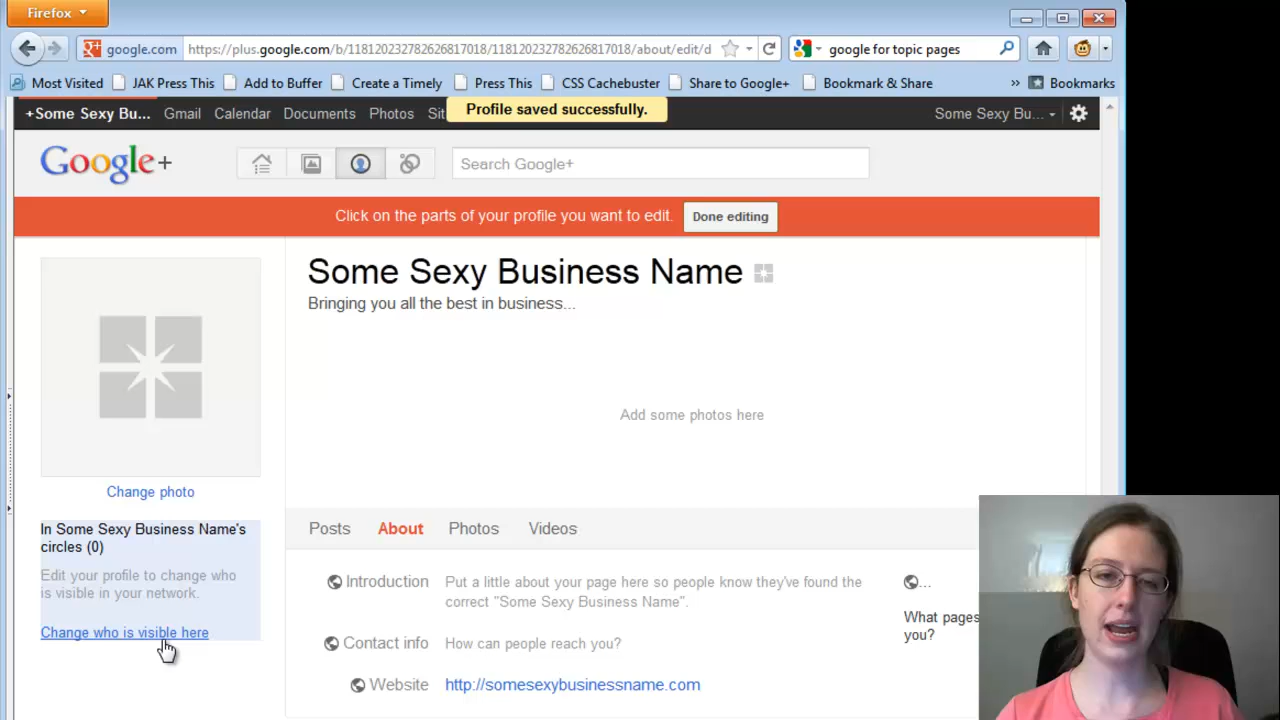 Firefox
google.com https://plus.google.com/b/118120232782626817018/118120232782626817018/about/edit/d google for topic pages
Most Visited JAK Press This Add to Buffer Create a Timely Press This CSS Cachebuster Share to Google+ Bookmark & Share » Bookmarks
+Some Sexy Bu... Gmail Calendar Documents Photos Sit Profile saved successfully. Some Sexy Bu...
Google+ Search Google+
Click on the parts of your profile you want to edit. Done editing
Some Sexy Business Name
Bringing you all the best in business...
Add some photos here
Change photo
In Some Sexy Business Name's
circles (0)
Edit your profile to change who
is visible in your network.
Change who is visible here
Posts About Photos Videos
Introduction Put a little about your page here so people know they've found the
correct "Some Sexy Business Name".
Contact info How can people reach you?
Website http://somesexybusinessname.com
...
What pages
you?